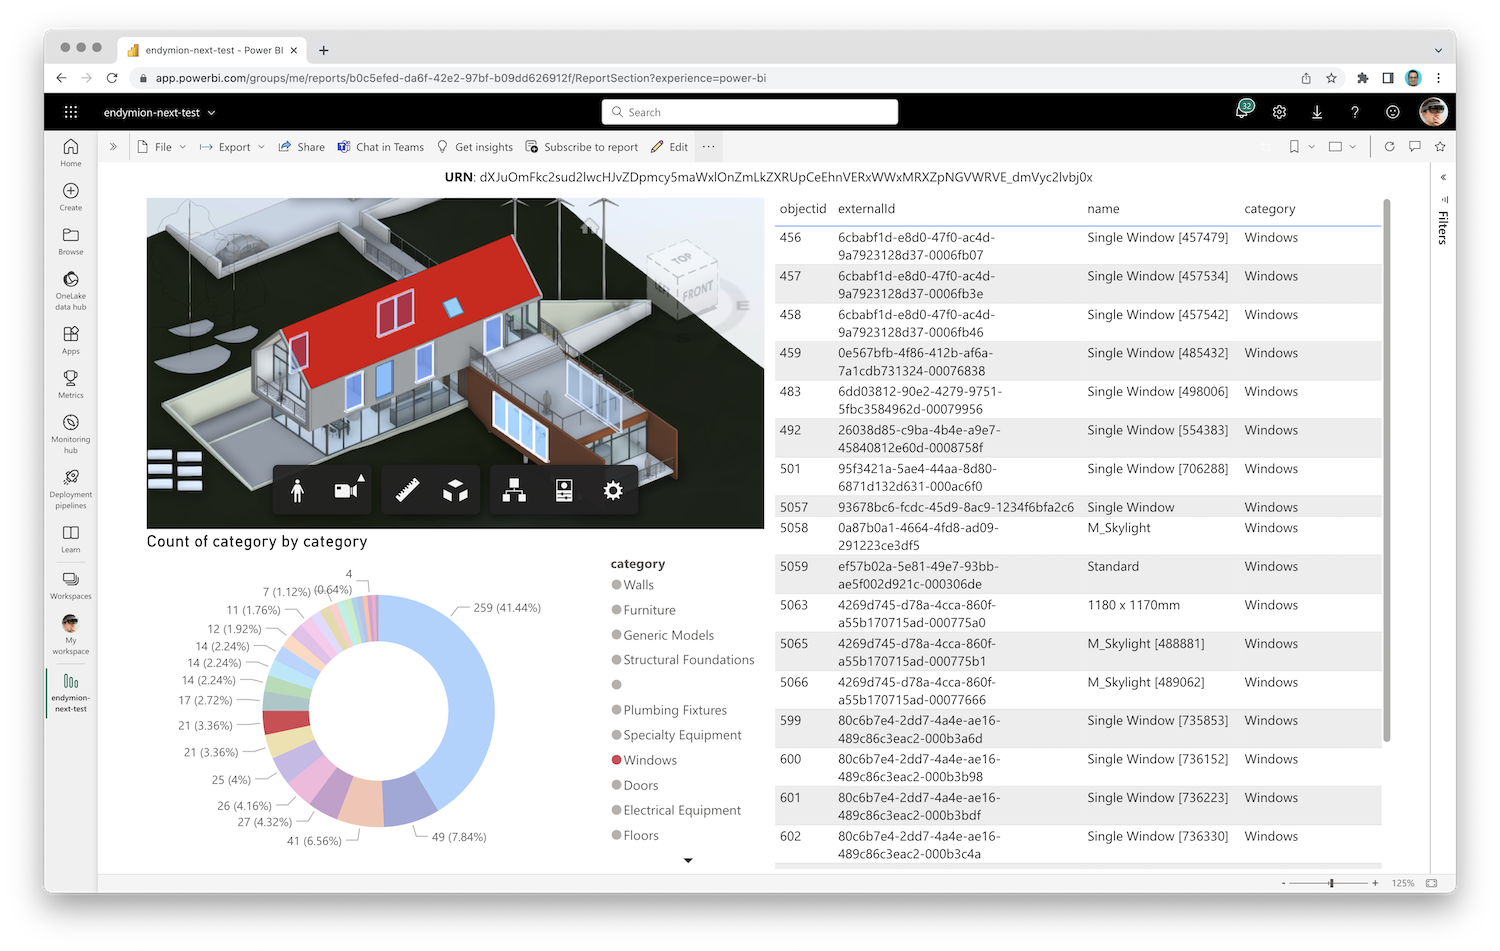 endymion-next-test - Power BI
app.powerbi.com/groups/me/reports/b0c5efed-da6f-42e2-97bf-b09dd626912f/ReportSection?experience=power-bi
endymion-next-test
Search
32
File
Export
Share
Chat in Teams
Get insights
Subscribe to report
Edit
Home
Create
Browse
OneLake
data hub
Apps
Metrics
Monitoring
hub
Deployment
pipelines
Learn
Workspaces
My
workspace
endymion-
next-test
URN: dXJuOmFkc2sud2lwcHJvZDpmcy5maWxlOnZmLkZXRUpCeEhnVERxWWxMRXZpNGVWRVE_dmVyc2lvbj0x
TOP
FRONT
E
Count of category by category
4
7 (1.12%)
(0.64%)
11 (1.76%)
12 (1.92%)
14 (2.24%)
14 (2.24%)
14 (2.24%)
17 (2.72%)
21 (3.36%)
21 (3.36%)
25 (4%)
26 (4.16%)
27 (4.32%)
41 (6.56%)
49 (7.84%)
259 (41.44%)
category
Walls
Furniture
Generic Models
Structural Foundations
Plumbing Fixtures
Specialty Equipment
Windows
Doors
Electrical Equipment
Floors
objectid externalId name category
456 6cbabf1d-e8d0-47f0-ac4d- Single Window [457479] Windows
9a7923128d37-0006fb07
457 6cbabf1d-e8d0-47f0-ac4d- Single Window [457534] Windows
9a7923128d37-0006fb3e
458 6cbabf1d-e8d0-47f0-ac4d- Single Window [457542] Windows
9a7923128d37-0006fb46
459 0e567bfb-4f86-412b-af6a- Single Window [485432] Windows
7a1cdb731324-00076838
483 6dd03812-90e2-4279-9751- Single Window [498006] Windows
5fbc3584962d-00079956
492 26038d85-c9ba-4b4e-a9e7- Single Window [554383] Windows
45840812e60d-0008758f
501 95f3421a-5ae4-44aa-8d80- Single Window [706288] Windows
6871d132d631-000ac6f0
5057 93678bc6-fcdc-45d9-8ac9-1234f6bfa2c6 Single Window Windows
5058 0a87b0a1-4664-4fd8-ad09- M_Skylight Windows
291223ce3df5
5059 ef57b02a-5e81-49e7-93bb- Standard Windows
ae5f002d921c-000306de
5063 4269d745-d78a-4cca-860f- 1180 x 1170mm Windows
a55b170715ad-000775a0
5065 4269d745-d78a-4cca-860f- M_Skylight [488881] Windows
a55b170715ad-000775b1
5066 4269d745-d78a-4cca-860f- M_Skylight [489062] Windows
a55b170715ad-00077666
599 80c6b7e4-2dd7-4a4e-ae16- Single Window [735853] Windows
489c86c3eac2-000b3a6d
600 80c6b7e4-2dd7-4a4e-ae16- Single Window [736152] Windows
489c86c3eac2-000b3b98
601 80c6b7e4-2dd7-4a4e-ae16- Single Window [736223] Windows
489c86c3eac2-000b3bdf
602 80c6b7e4-2dd7-4a4e-ae16- Single Window [736330] Windows
489c86c3eac2-000b3c4a
Filters
125%